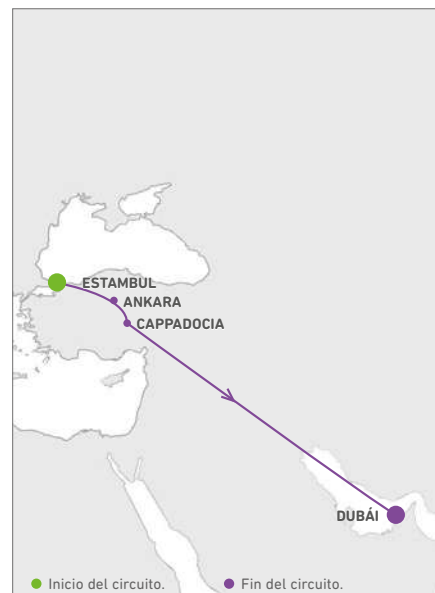 ESTAMBUL
ANKARA
CAPPADOCIA
DUBÁI
Inicio del circuito.
Fin del circuito.